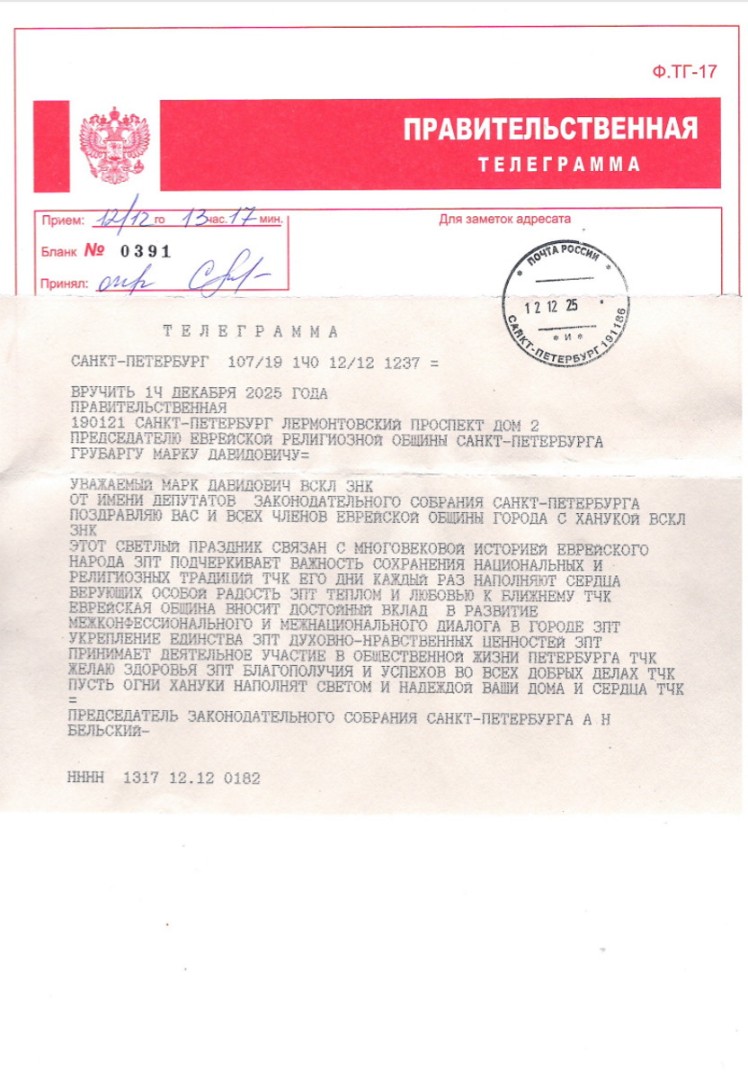 Ф.ТГ-17
ПРАВИТЕЛЬСТВЕННАЯ
ТЕЛЕГРАММА
Прием: 12/12 го 13 час. 17 мин.
Для заметок адресата
Бланк № 0391
Принял:
ПОЧТА РОССИИ
12 12 25
* И *
САНКТ-ПЕТЕРБУРГ 191186
ТЕЛЕГРАММА
САНКТ-ПЕТЕРБУРГ 107/19 1ЧО 12/12 1237 =
ВРУЧИТЬ 1Ч ДЕКАБРЯ 2025 ГОДА
ПРАВИТЕЛЬСТВЕННАЯ
190121 САНКТ-ПЕТЕРБУРГ ЛЕРМОНТОВСКИЙ ПРОСПЕКТ ДОМ 2
ПРЕДСЕДАТЕЛЮ ЕВРЕЙСКОЙ РЕЛИГИОЗНОЙ ОБЩИНЫ САНКТ-ПЕТЕРБУРГА
ГРУБАРГУ МАРКУ ДАВИДОВИЧУ=
УВАЖАЕМЫЙ МАРК ДАВИДОВИЧ ВСКЛ ЗНК
ОТ ИМЕНИ ДЕПУТАТОВ ЗАКОНОДАТЕЛЬНОГО СОБРАНИЯ САНКТ-ПЕТЕРБУРГА
ПОЗДРАВЛЯЮ ВАС И ВСЕХ ЧЛЕНОВ ЕВРЕЙСКОЙ ОБЩИНЫ ГОРОДА С ХАНУКОЙ ВСКЛ
ЗНК
ЭТОТ СВЕТЛЫЙ ПРАЗДНИК СВЯЗАН С МНОГОВЕКОВОЙ ИСТОРИЕЙ ЕВРЕЙСКОГО
НАРОДА ЗПТ ПОДЧЕРКИВАЕТ ВАЖНОСТЬ СОХРАНЕНИЯ НАЦИОНАЛЬНЫХ И
РЕЛИГИОЗНЫХ ТРАДИЦИЙ ТЧК ЕГО ДНИ КАЖДЫЙ РАЗ НАПОЛНЯЮТ СЕРДЦА
ВЕРУЮЩИХ ОСОБОЙ РАДОСТЬ ЗПТ ТЕПЛОМ И ЛЮБОВЬЮ К БЛИЖНЕМУ ТЧК
ЕВРЕЙСКАЯ ОБЩИНА ВНОСИТ ДОСТОЙНЫЙ ВКЛАД В РАЗВИТИЕ
МЕЖКОНФЕССИОНАЛЬНОГО И МЕЖНАЦИОНАЛЬНОГО ДИАЛОГА В ГОРОДЕ ЗПТ
УКРЕПЛЕНИЕ ЕДИНСТВА ЗПТ ДУХОВНО-НРАВСТВЕННЫХ ЦЕННОСТЕЙ ЗПТ
ПРИНИМАЕТ ДЕЯТЕЛЬНОЕ УЧАСТИЕ В ОБЩЕСТВЕННОЙ ЖИЗНИ ПЕТЕРБУРГА ТЧК
ЖЕЛАЮ ЗДОРОВЬЯ ЗПТ БЛАГОПОЛУЧИЯ И УСПЕХОВ ВО ВСЕХ ДОБРЫХ ДЕЛАХ ТЧК
ПУСТЬ ОГНИ ХАНУКИ НАПОЛНЯТ СВЕТОМ И НАДЕЖДОЙ ВАШИ ДОМА И СЕРДЦА ТЧК
=
ПРЕДСЕДАТЕЛЬ ЗАКОНОДАТЕЛЬНОГО СОБРАНИЯ САНКТ-ПЕТЕРБУРГА А Н
БЕЛЬСКИЙ-
НННН 1317 12.12 0182